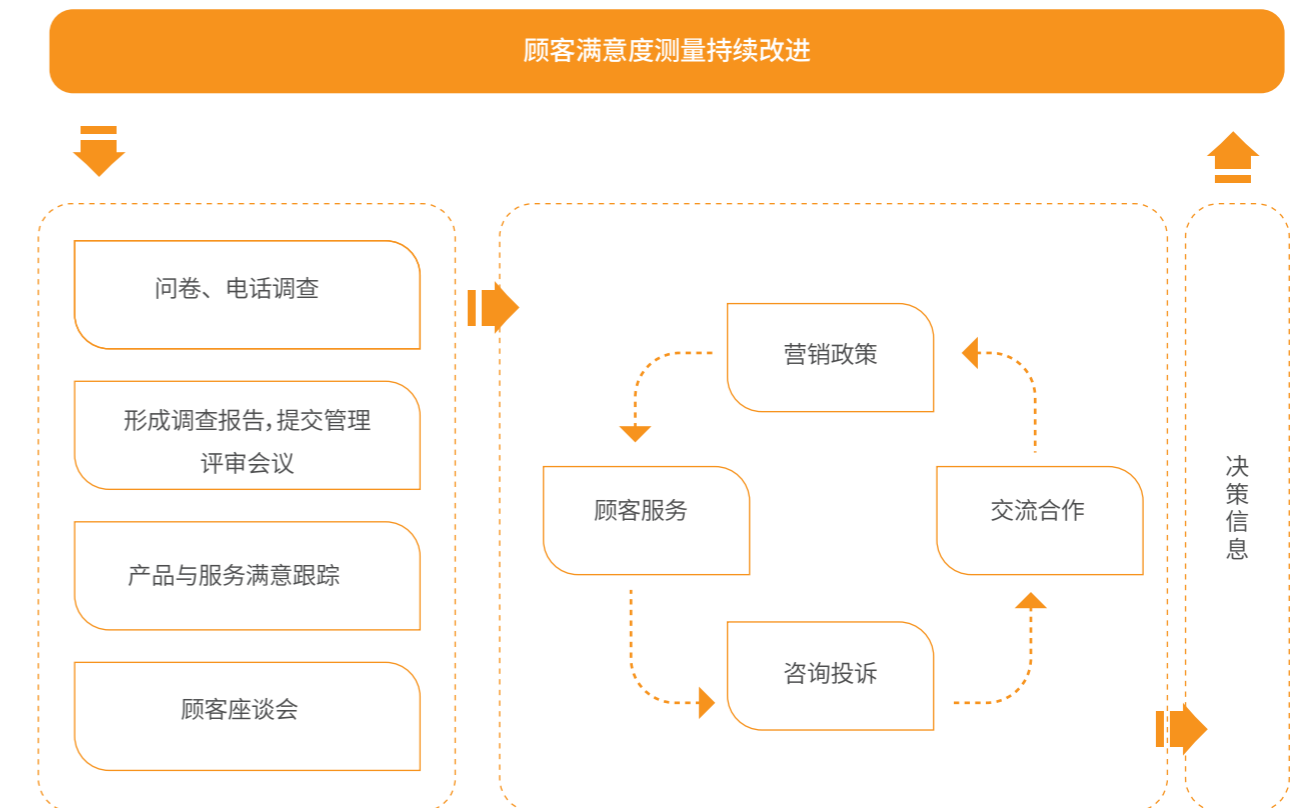 顾客满意度测量持续改进
问卷、电话调查
形成调查报告，提交管理
评审会议
产品与服务满意跟踪
顾客座谈会
营销政策
顾客服务
交流合作
咨询投诉
决
策
信
息